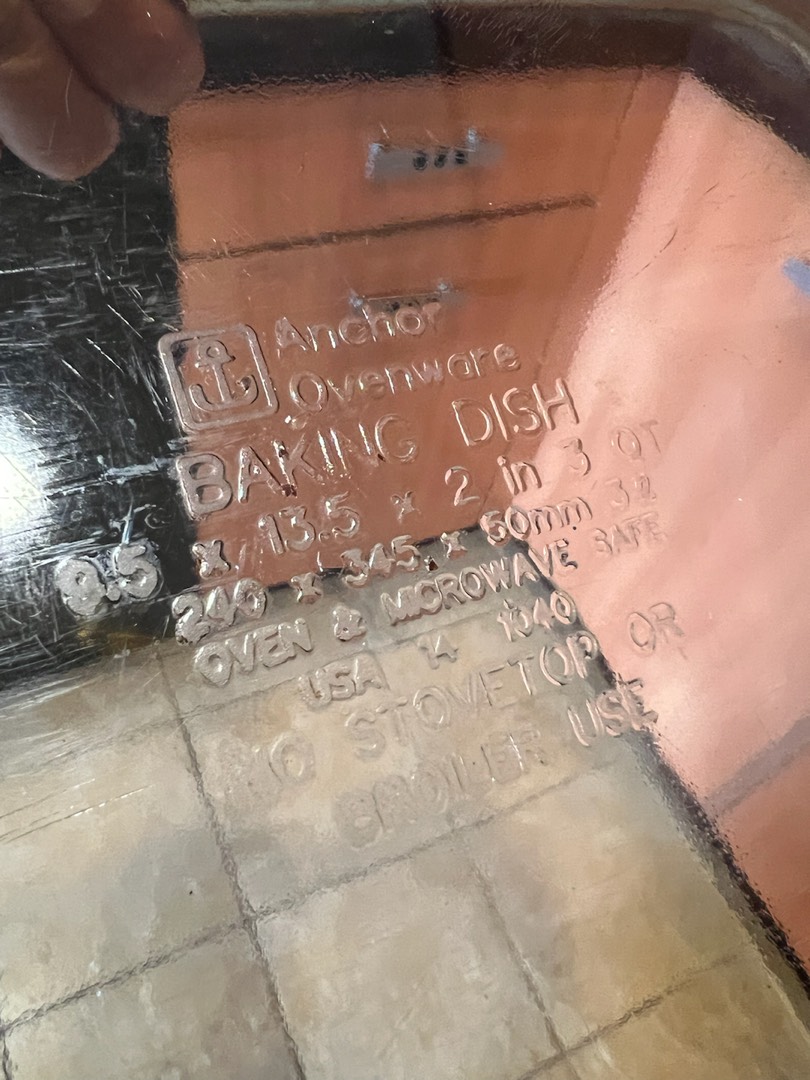 Anchor
Ovenware
BAKING DISH
9.5 x 13.5 x 2 in 3 QT
240 x 345 x 60mm 3 l
OVEN & MICROWAVE SAFE
USA 14 1040
NO STOVETOP OR
BROILER USE